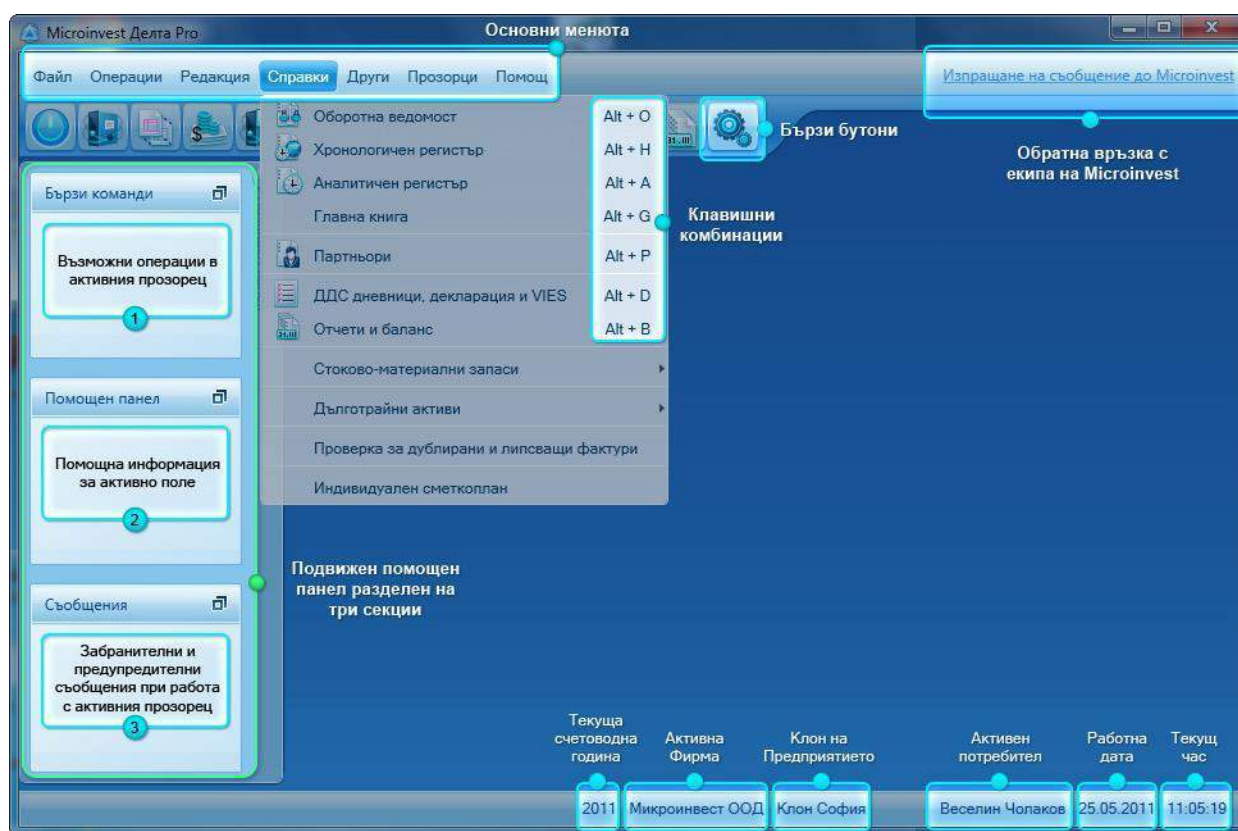 Microinvest Делта Pro
Основни менюта
Файл Операции Редакция Справки Други Прозорци Помощ
Изпращане на съобщение до Microinvest
Оборотна ведомост Alt + O
Хронологичен регистър Alt + H
Аналитичен регистър Alt + A
Главна книга Alt + G
Партньори Alt + P
ДДС дневници, декларация и VIES Alt + D
Отчети и баланс Alt + B
Стоково-материални запаси
Дълготрайни активи
Проверка за дублирани и липсващи фактури
Индивидуален сметкоплан
Бързи бутони
Обратна връзка с
екипа на Microinvest
Клавишни
комбинации
Бързи команди
Възможни операции в
активния прозорец
1
Помощен панел
Помощна информация
за активно поле
2
Съобщения
Забранителни и
предупредителни
съобщения при работа
с активния прозорец
3
Подвижен помощен
панел разделен на
три секции
Текуща
счетоводна
година
Активна
Фирма
Клон на
Предприятието
Активен
потребител
Работна
дата
Текущ
час
2011 Микроинвест ООД Клон София Веселин Чолаков 25.05.2011 11:05:19